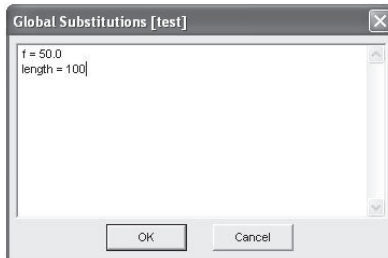 Global Substitutions [test]
f = 50.0
length = 100
OK
Cancel